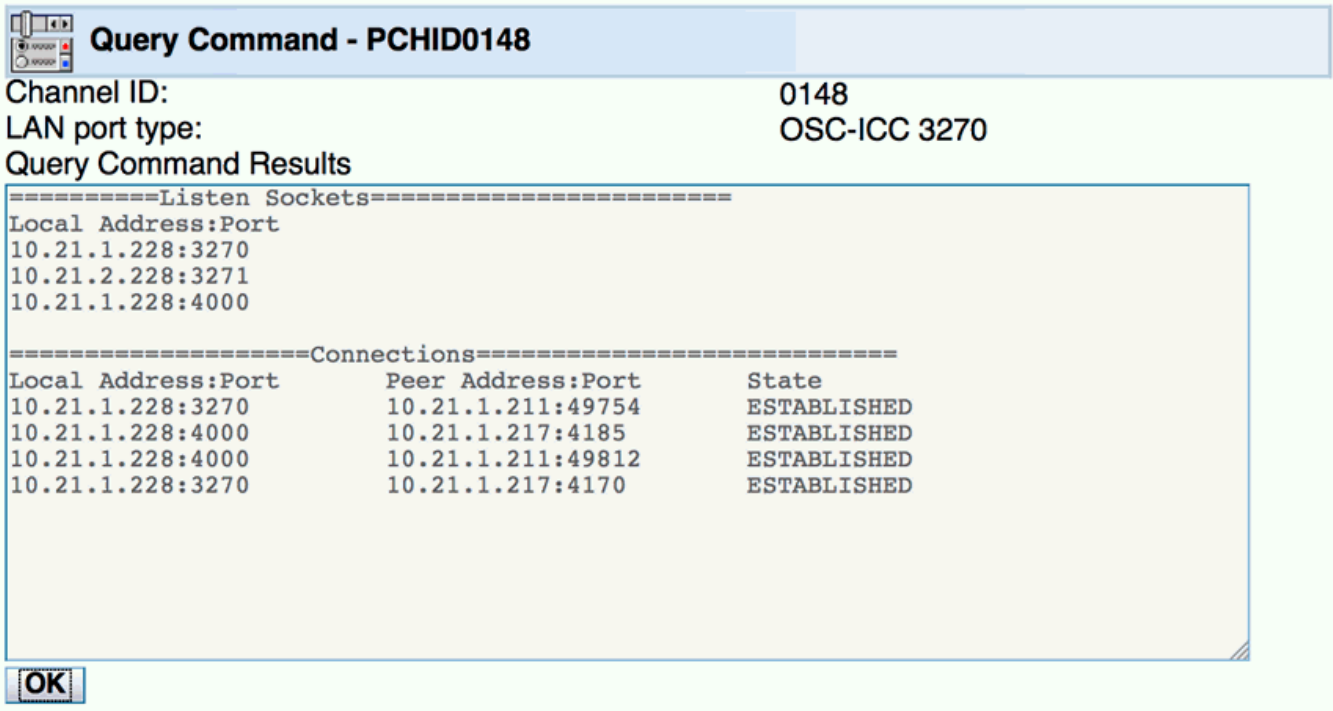 Query Command - PCHID0148
Channel ID: 0148
LAN port type: OSC-ICC 3270
Query Command Results
==========Listen Sockets========================
Local Address:Port
10.21.1.228:3270
10.21.2.228:3271
10.21.1.228:4000
====================Connections============================
Local Address:Port Peer Address:Port State
10.21.1.228:3270 10.21.1.211:49754 ESTABLISHED
10.21.1.228:4000 10.21.1.217:4185 ESTABLISHED
10.21.1.228:4000 10.21.1.211:49812 ESTABLISHED
10.21.1.228:3270 10.21.1.217:4170 ESTABLISHED
OK